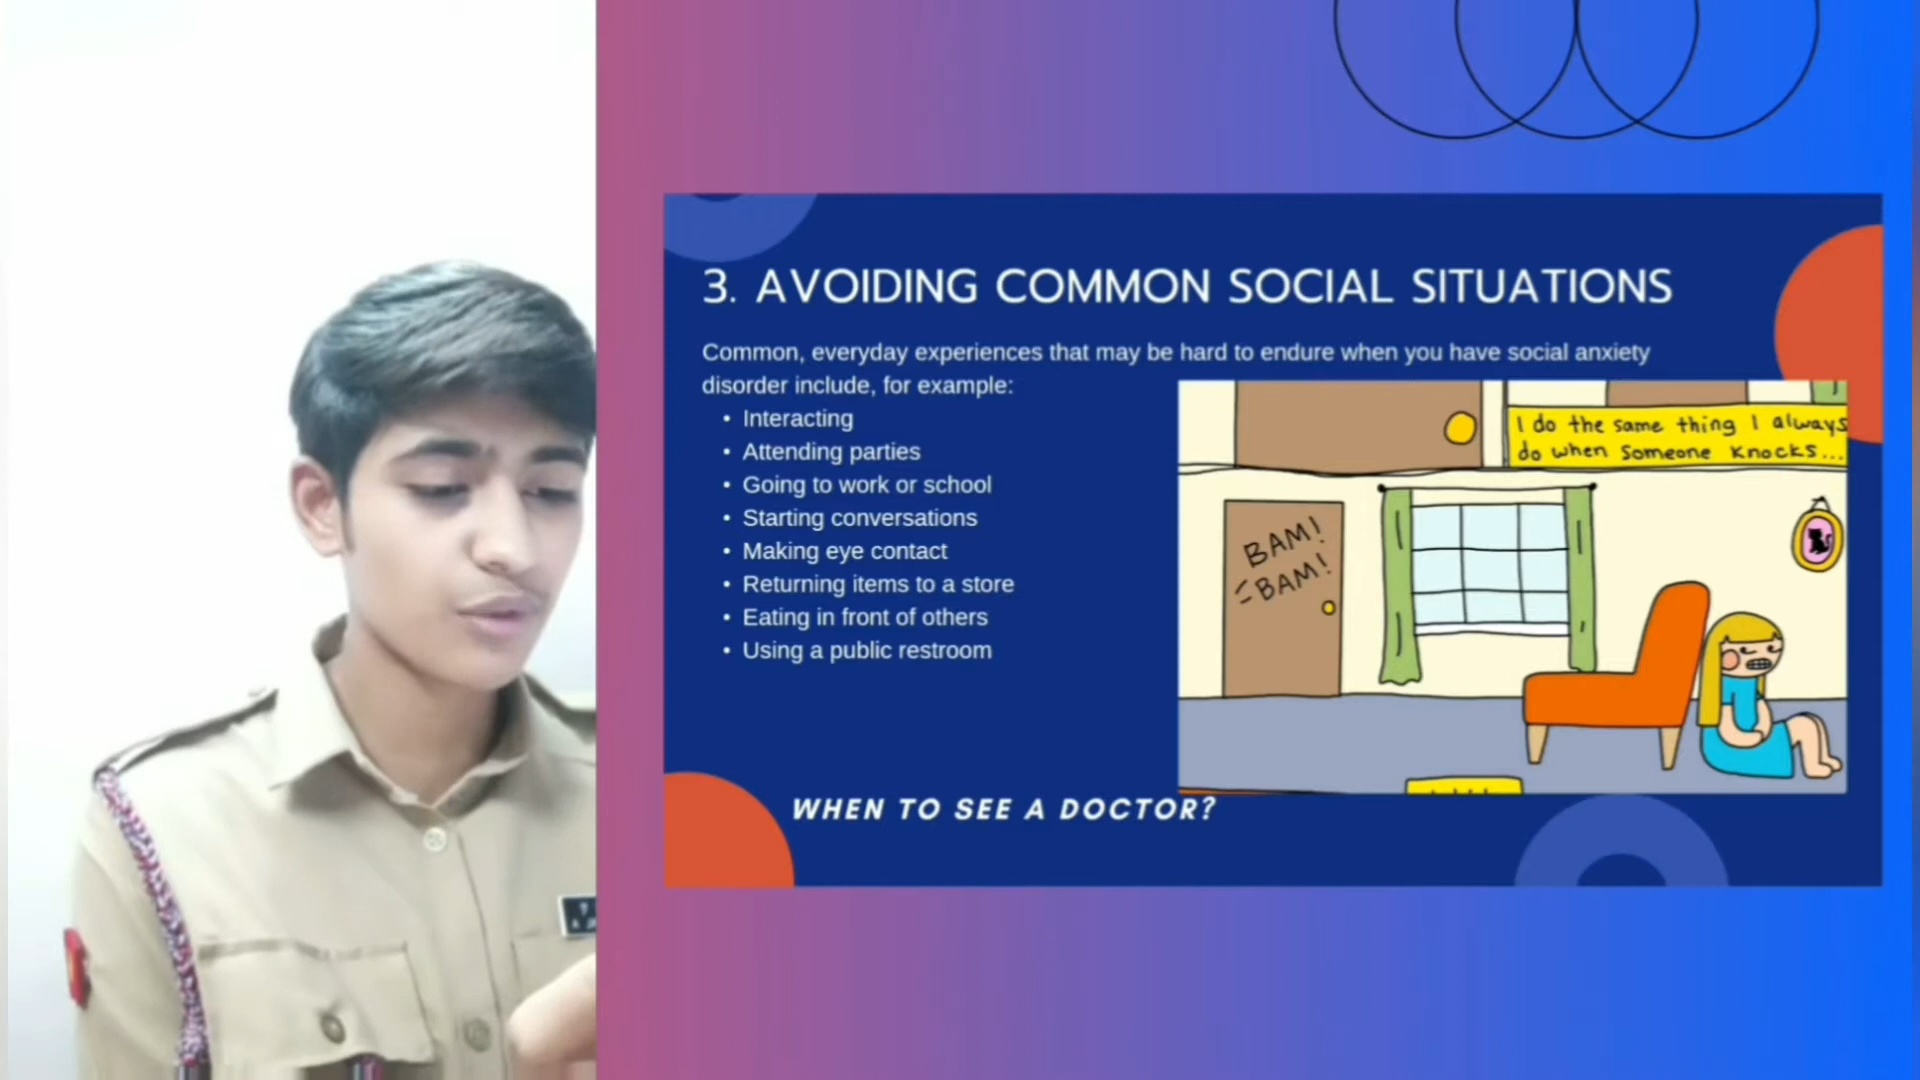 3. AVOIDING COMMON SOCIAL SITUATIONS
Common, everyday experiences that may be hard to endure when you have social anxiety
disorder include, for example:
• Interacting
• Attending parties
• Going to work or school
• Starting conversations
• Making eye contact
• Returning items to a store
• Eating in front of others
• Using a public restroom
I do the same thing I always
do when someone knocks...
BAM!
BAM!
WHEN TO SEE A DOCTOR?